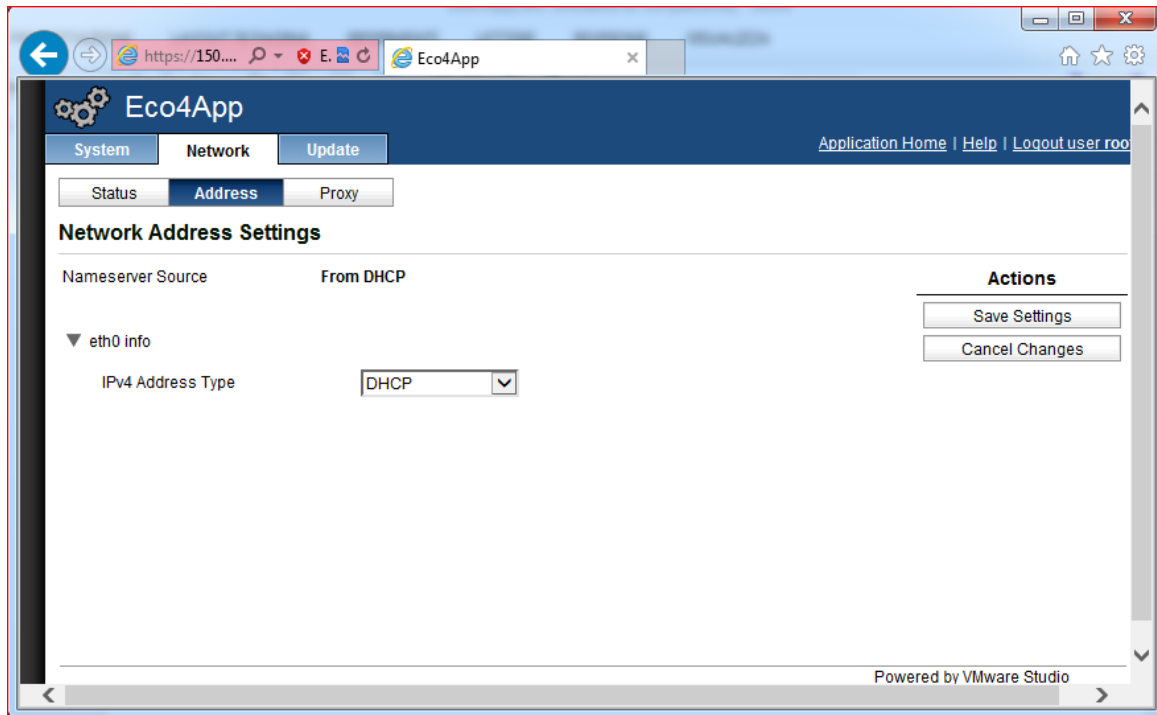 https://150.... E. Eco4App
Eco4App
System Network Update Application Home | Help | Logout user roo
Status Address Proxy
Network Address Settings
Nameserver Source From DHCP
Actions
Save Settings
eth0 info
Cancel Changes
IPv4 Address Type DHCP
Powered by VMware Studio